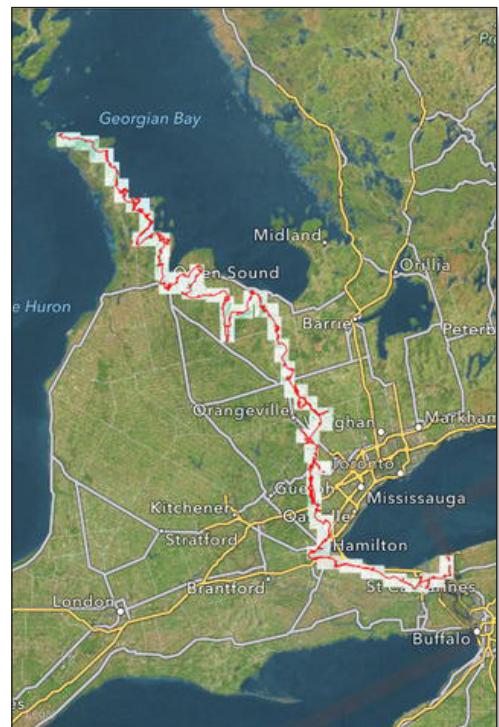 Georgian Bay
Midland
Owen Sound
Orillia
e Huron
Barrie
Peterb
Orangeville
ghan
Markham
Toronto
Guelph
Mississauga
Kitchener
Oakville
Stratford
Hamilton
Brantford
St Catharines
London
Buffalo